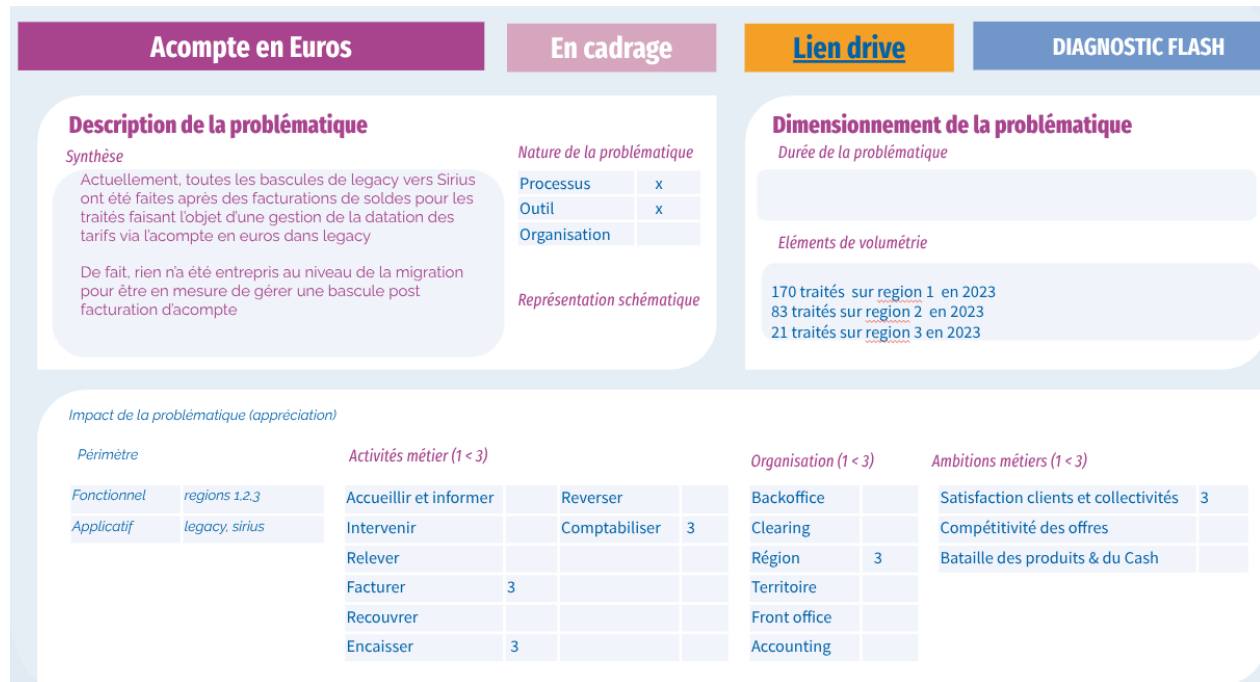 Acompte en Euros
En cadrage
Lien drive
DIAGNOSTIC FLASH
Description de la problématique
Synthèse
Actuellement, toutes les bascules de legacy vers Sirius
ont été faites après des facturations de soldes pour les
traités faisant l'objet d'une gestion de la datation des
tarifs via l'acompte en euros dans legacy
De fait, rien n'a été entrepris au niveau de la migration
pour être en mesure de gérer une bascule post
facturation d'acompte
Nature de la problématique
Processus x
Outil x
Organisation
Représentation schématique
Dimensionnement de la problématique
Durée de la problématique
Eléments de volumétrie
170 traités sur region 1 en 2023
83 traités sur region 2 en 2023
21 traités sur region 3 en 2023
Impact de la problématique (appréciation)
Périmètre
Fonctionnel regions 1,2,3
Applicatif legacy, sirius
Activités métier (1 < 3)
Accueillir et informer Reverser
Intervenir Comptabiliser 3
Relever
Facturer 3
Recouvrer
Encaisser 3
Organisation (1 < 3)
Backoffice
Clearing
Région 3
Territoire
Front office
Accounting
Ambitions métiers (1 < 3)
Satisfaction clients et collectivités 3
Compétitivité des offres
Bataille des produits & du Cash